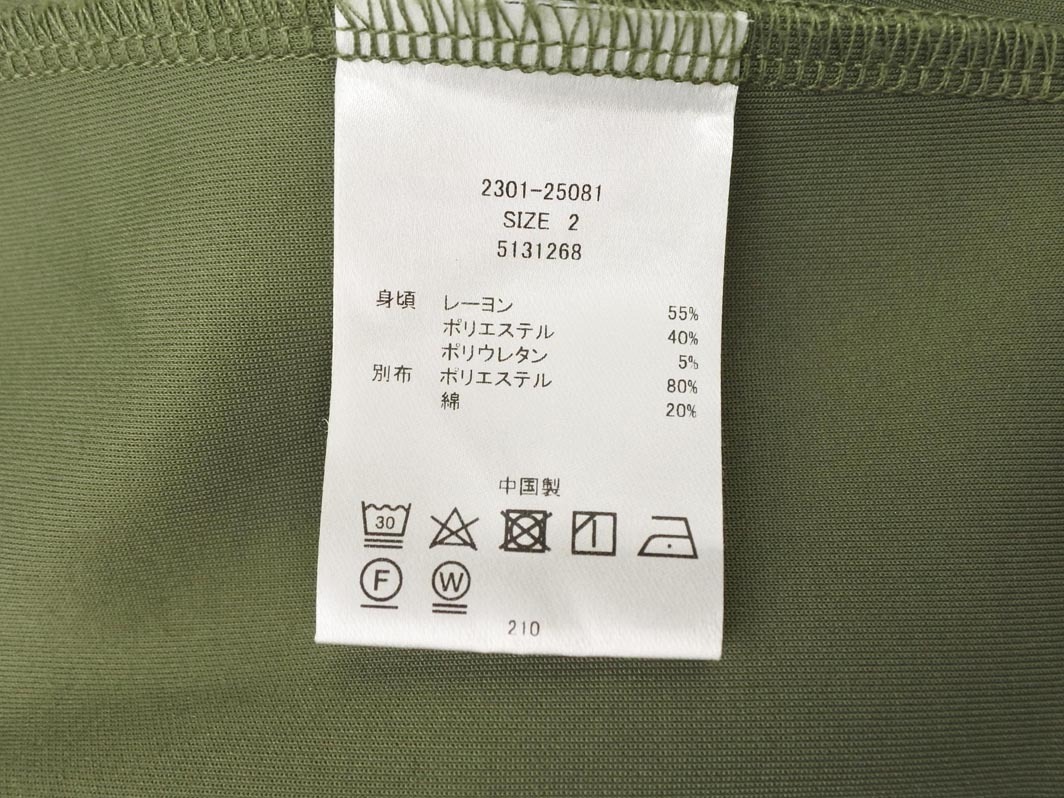 2301-25081
SIZE 2
5131268
身頃 レーヨン 55%
ポリエステル 40%
ポリウレタン 5%
別布 ポリエステル 80%
綿 20%
中国製
30
F W
210